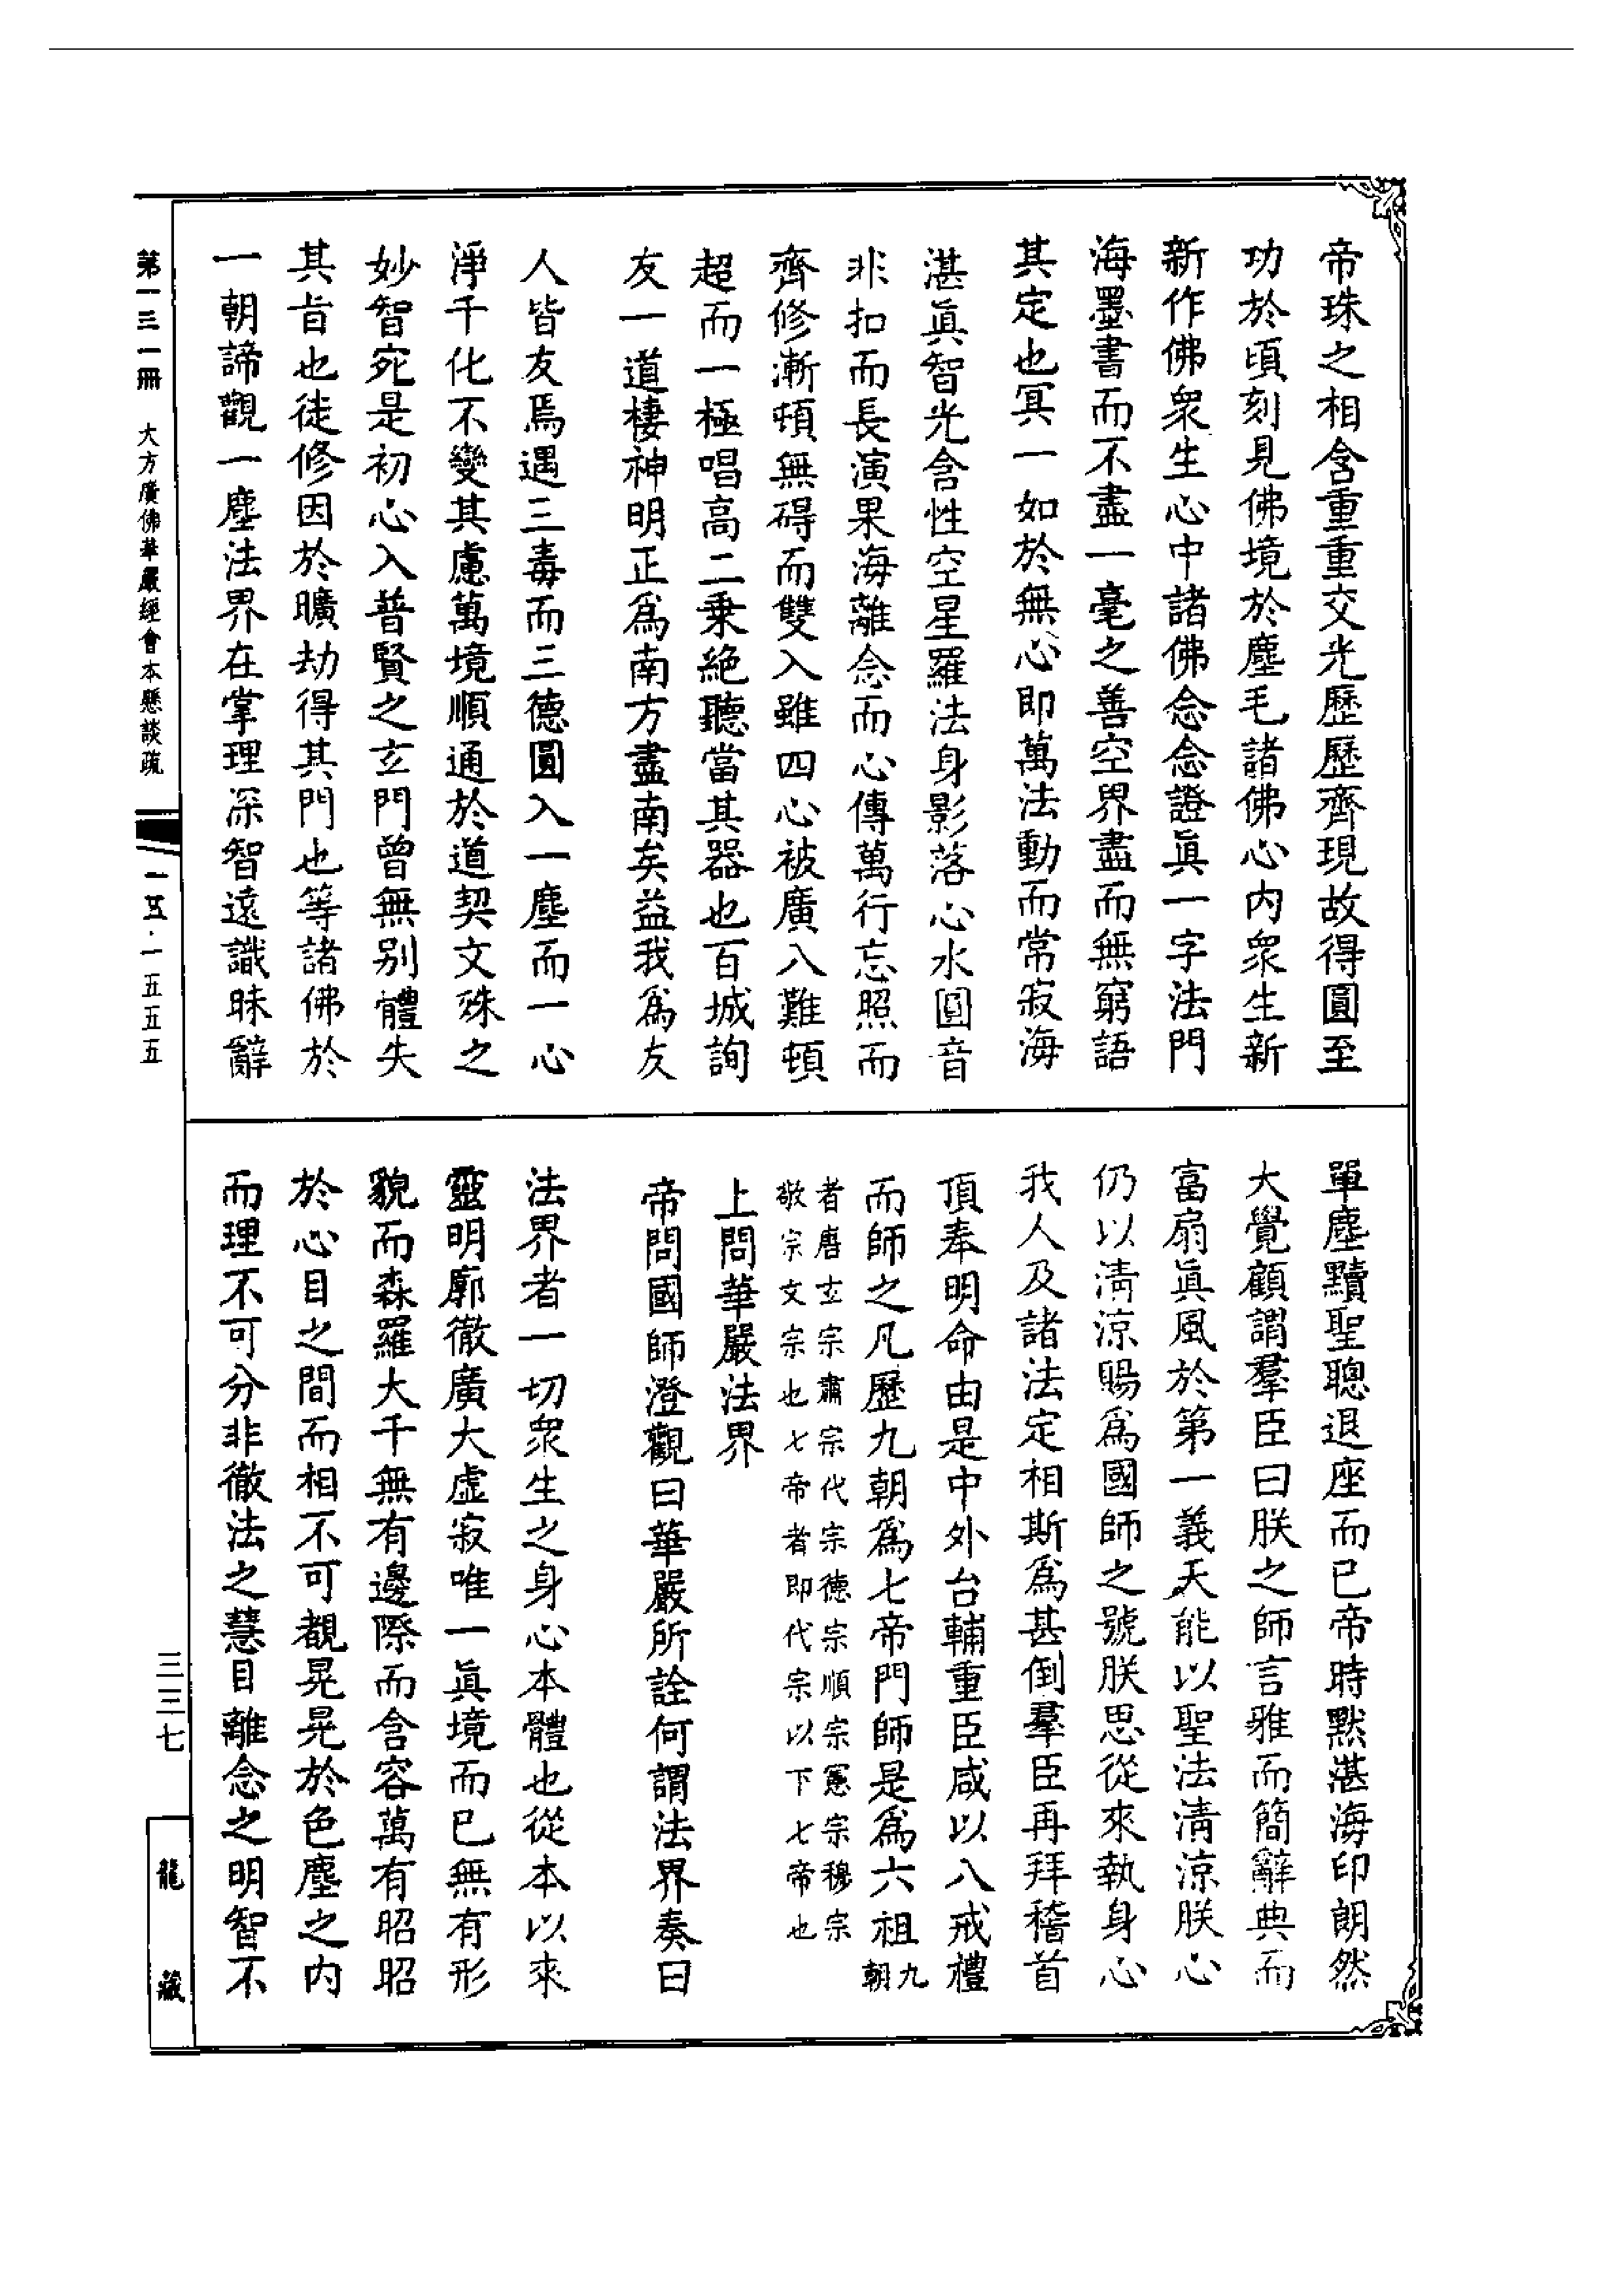 帝珠之相含重重交光歷歷齊現故得圓至
功於頃刻見佛境於塵毛諸佛心内衆生新
新作佛衆生心中諸佛念念證眞一字法門
海墨書而不盡一毫之善空界盡而無窮語
其定也冥一如於無心即萬法動而常寂海
湛眞智光含性空星羅法身影落心水圓音
非扣而長演果海離念而心傳萬行忘照而
齊修漸頓無碍而雙入雖四心被廣八難頓
超而一極唱高二乗絶聽當其器也百城詢
友一道棲神明正為南方盡南矣益我為友
人皆友焉遇三毒而三德圓入一塵而一心
淨千化不變其慮萬境順通於道契文殊之
妙智宛是初心入普賢之玄門曾無别體失
其旨也徒修因於曠劫得其門也等諸佛於
一朝諦觀一塵法界在掌理深智遠識昧辭
單塵黷聖聰退座而已帝時默湛海印朗然
大覺顧謂羣臣曰朕之師言雅而簡辭典而
富扇眞風於第一義天能以聖法清涼朕心
仍以清涼賜為國師之號朕思從來執身心
我人及諸法定相斯為甚倒羣臣再拜稽首
頂奉明命由是中外台輔重臣咸以八戒禮
而師之凡歷九朝為七帝門師是為六祖九朝
者唐玄宗肅宗代宗德宗順宗憲宗穆宗
敬宗文宗也七帝者即代宗以下七帝也
上問華嚴法界
帝問國師澄觀曰華嚴所詮何謂法界奏曰
法界者一切衆生之身心本體也從本以來
靈明廓徹廣大虚寂唯一眞境而已無有形
貌而森羅大千無有邊際而含容萬有昭昭
於心目之間而相不可覩晃晃於色塵之内
而理不可分非徹法之慧目離念之明智不
第一三一冊　大方廣佛華嚴經會本懸談疏
一五五五
三三七
龍藏